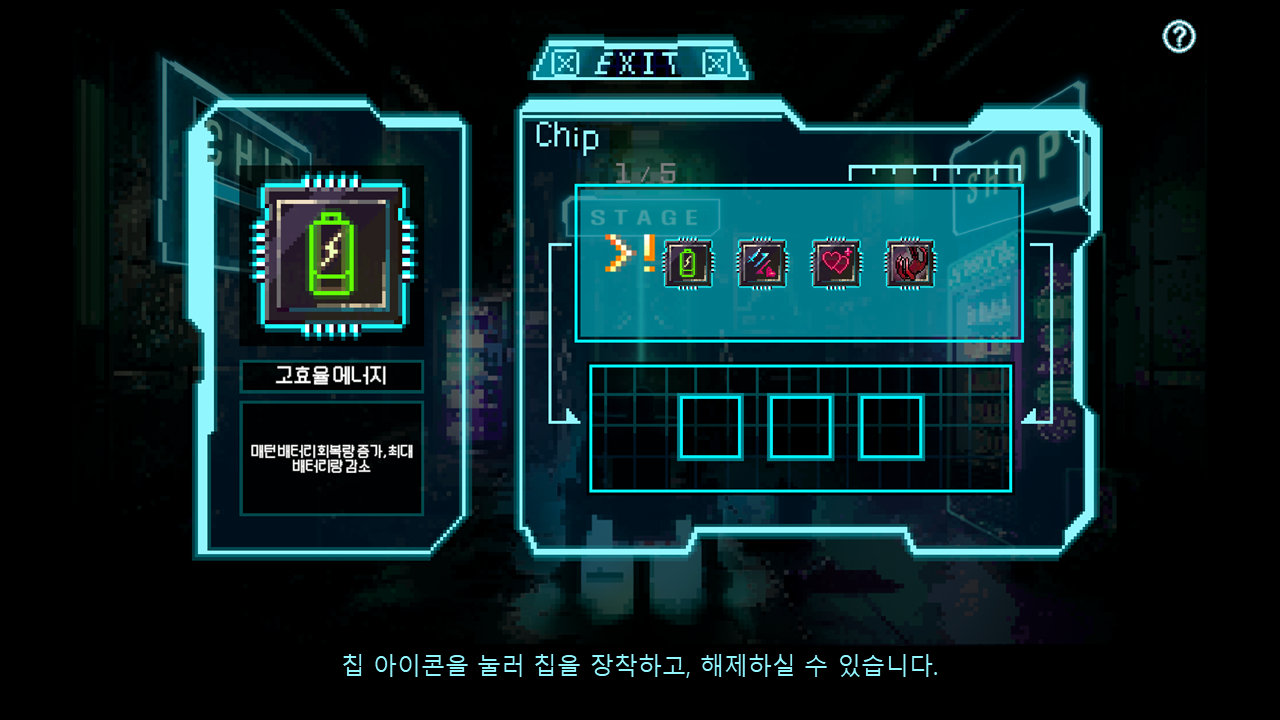 EXIT
CHIP
Chip
SHOP
1/5
STAGE
>!
고효율 에너지
매턴 배터리 회복량 증가, 최대
배터리량 감소
칩 아이콘을 눌러 칩을 장착하고, 해제하실 수 있습니다.